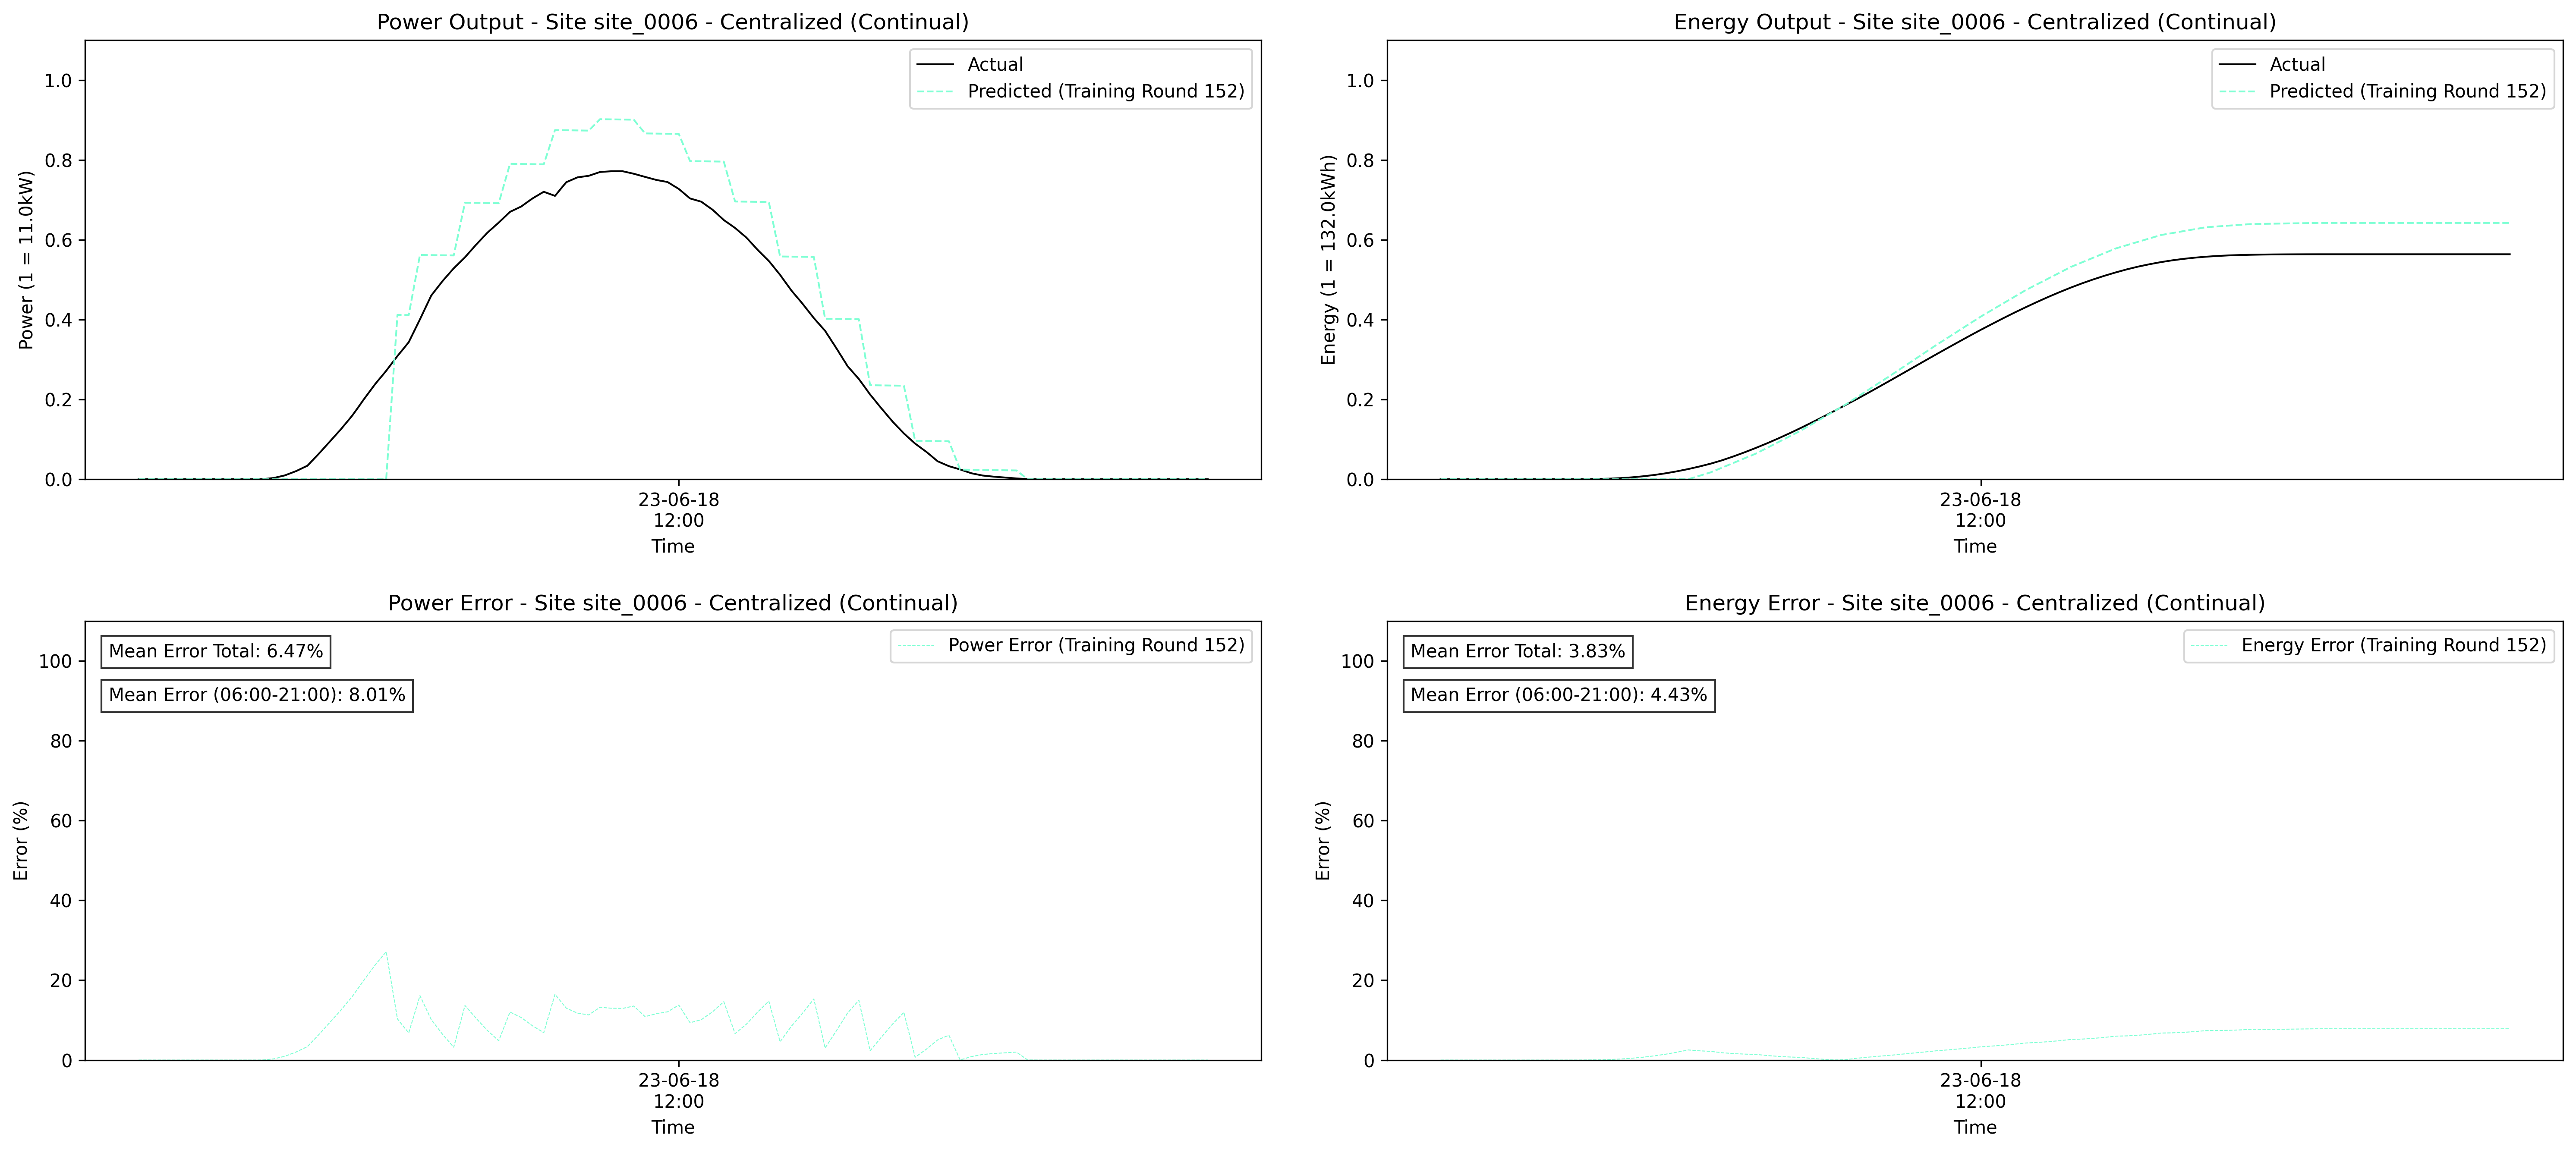 Power Output - Site site_0006 - Centralized (Continual)
Actual
Predicted (Training Round 152)
Power (1 = 11.0kW)
1.0
0.8
0.6
0.4
0.2
0.0
23-06-18
12:00
Time
Energy Output - Site site_0006 - Centralized (Continual)
Actual
Predicted (Training Round 152)
Energy (1 = 132.0kWh)
1.0
0.8
0.6
0.4
0.2
0.0
23-06-18
12:00
Time
Power Error - Site site_0006 - Centralized (Continual)
Mean Error Total: 6.47%
Mean Error (06:00-21:00): 8.01%
Power Error (Training Round 152)
Error (%)
100
80
60
40
20
0
23-06-18
12:00
Time
Energy Error - Site site_0006 - Centralized (Continual)
Mean Error Total: 3.83%
Mean Error (06:00-21:00): 4.43%
Energy Error (Training Round 152)
Error (%)
100
80
60
40
20
0
23-06-18
12:00
Time